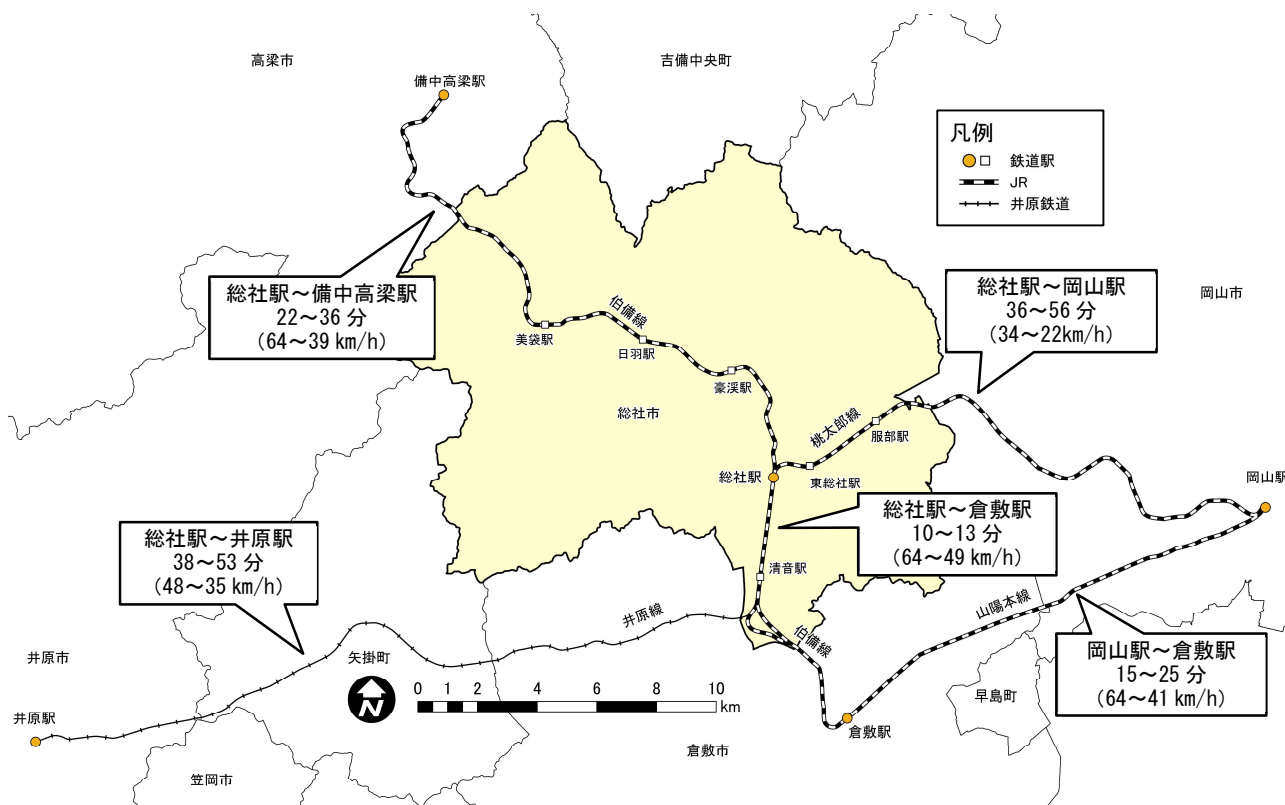 高梁市
吉備中央町
備中高梁駅
凡例
鉄道駅
JR
井原鉄道
総社駅～備中高梁駅
22～36 分
(64～39 km/h)
伯備線
美袋駅
日羽駅
豪渓駅
総社駅～岡山駅
36～56 分
(34～22km/h)
岡山市
総社市
桃太郎線
服部駅
総社駅
東総社駅
岡山駅
総社駅～井原駅
38～53 分
(48～35 km/h)
総社駅～倉敷駅
10～13 分
(64～49 km/h)
清音駅
井原線
伯備線
山陽本線
井原市
矢掛町
N
0 1 2 4 6 8 10
km
岡山駅～倉敷駅
15～25 分
(64～41 km/h)
早島町
井原駅
倉敷駅
倉敷市
笠岡市